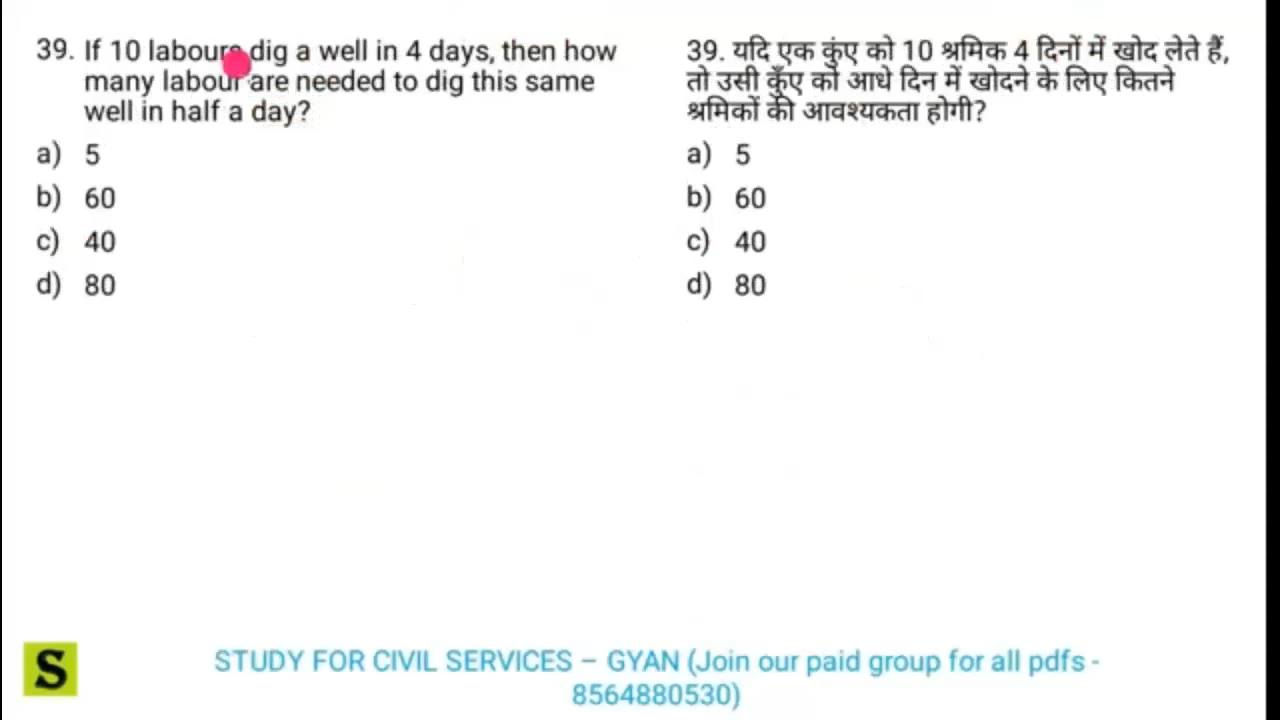 39. If 10 labours dig a well in 4 days, then how
many labour are needed to dig this same
well in half a day?
a) 5
b) 60
c) 40
d) 80
39. यदि एक कुंए को 10 श्रमिक 4 दिनों में खोद लेते हैं,
तो उसी कुँए को आधे दिन में खोदने के लिए कितने
श्रमिकों की आवश्यकता होगी?
a) 5
b) 60
c) 40
d) 80
S
STUDY FOR CIVIL SERVICES – GYAN (Join our paid group for all pdfs -
8564880530)